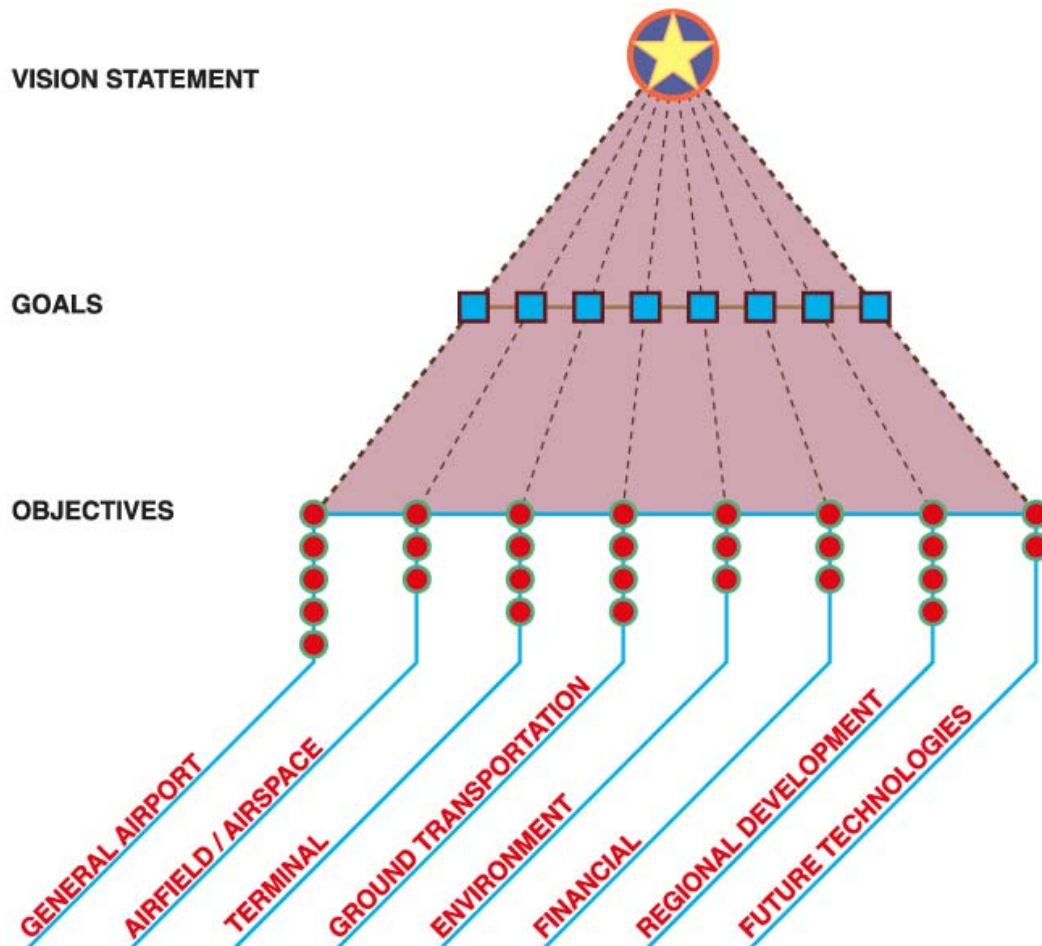 VISION STATEMENT
GOALS
OBJECTIVES
GENERAL AIRPORT
AIRFIELD / AIRSPACE
TERMINAL
GROUND TRANSPORTATION
ENVIRONMENT
FINANCIAL
REGIONAL DEVELOPMENT
FUTURE TECHNOLOGIES